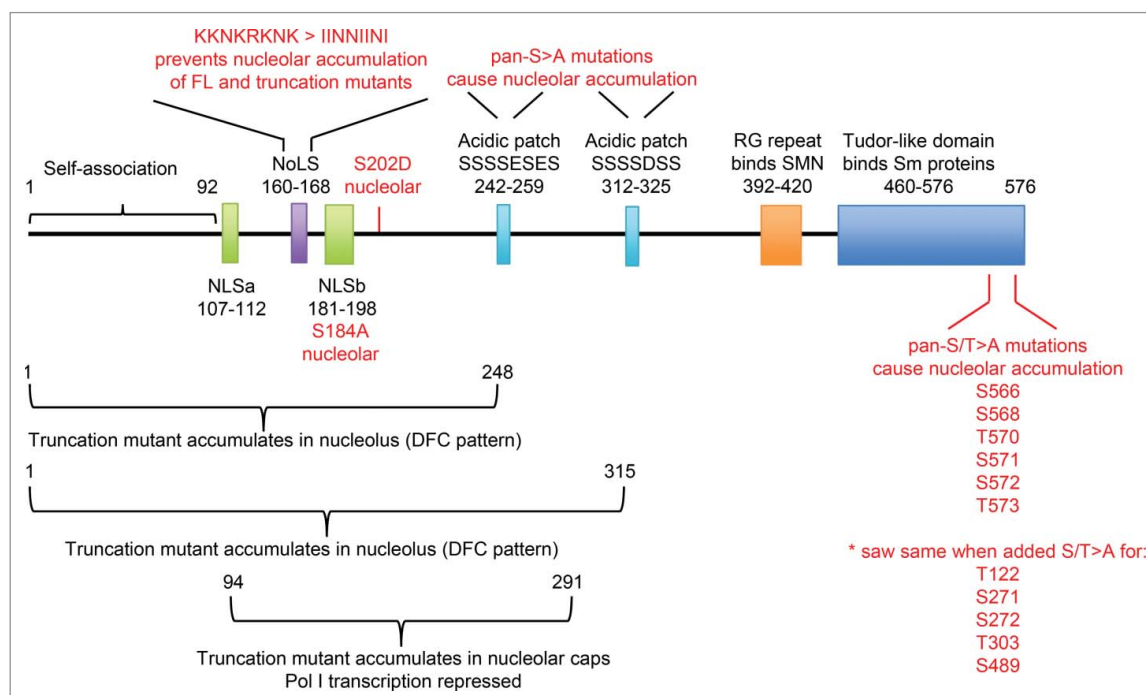 KKNKRKNK > IINNIINI
prevents nucleolar accumulation
of FL and truncation mutants
pan-S>A mutations
cause nucleolar accumulation
Self-association
1
92
NoLS
160-168
S202D
nucleolar
Acidic patch
SSSSESES
242-259
Acidic patch
SSSSDSS
312-325
RG repeat
binds SMN
392-420
Tudor-like domain
binds Sm proteins
460-576
576
NLSa
107-112
NLSb
181-198
S184A
nucleolar
pan-S/T>A mutations
cause nucleolar accumulation
S566
S568
T570
S571
S572
T573
* saw same when added S/T>A for:
T122
S271
S272
T303
S489
1
248
Truncation mutant accumulates in nucleolus (DFC pattern)
1
315
Truncation mutant accumulates in nucleolus (DFC pattern)
94
291
Truncation mutant accumulates in nucleolar caps
Pol I transcription repressed